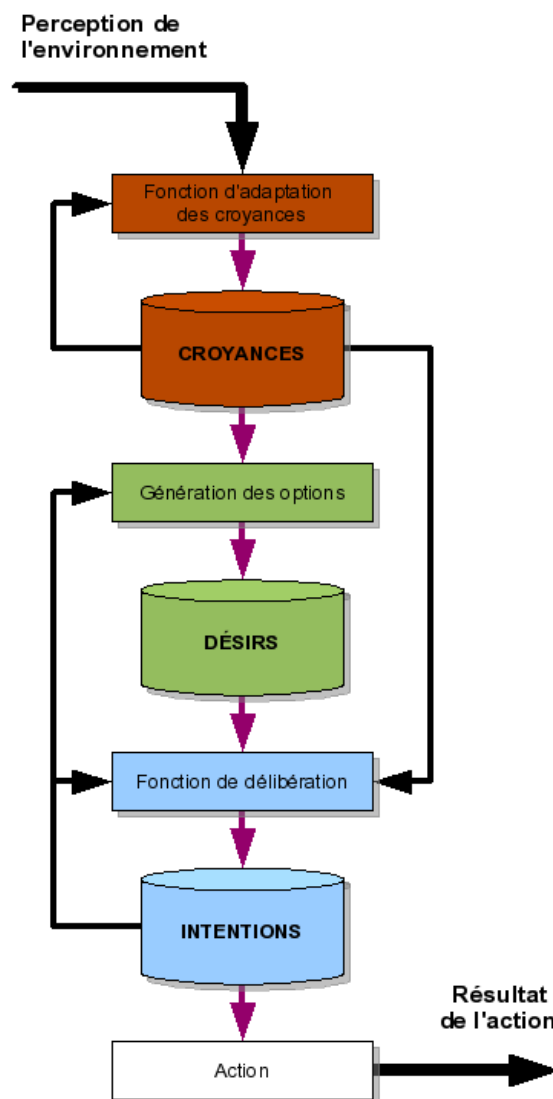 Perception de
l'environnement
Fonction d'adaptation
des croyances
CROYANCES
Génération des options
DÉSIRS
Fonction de délibération
INTENTIONS
Résultat
de l'action
Action